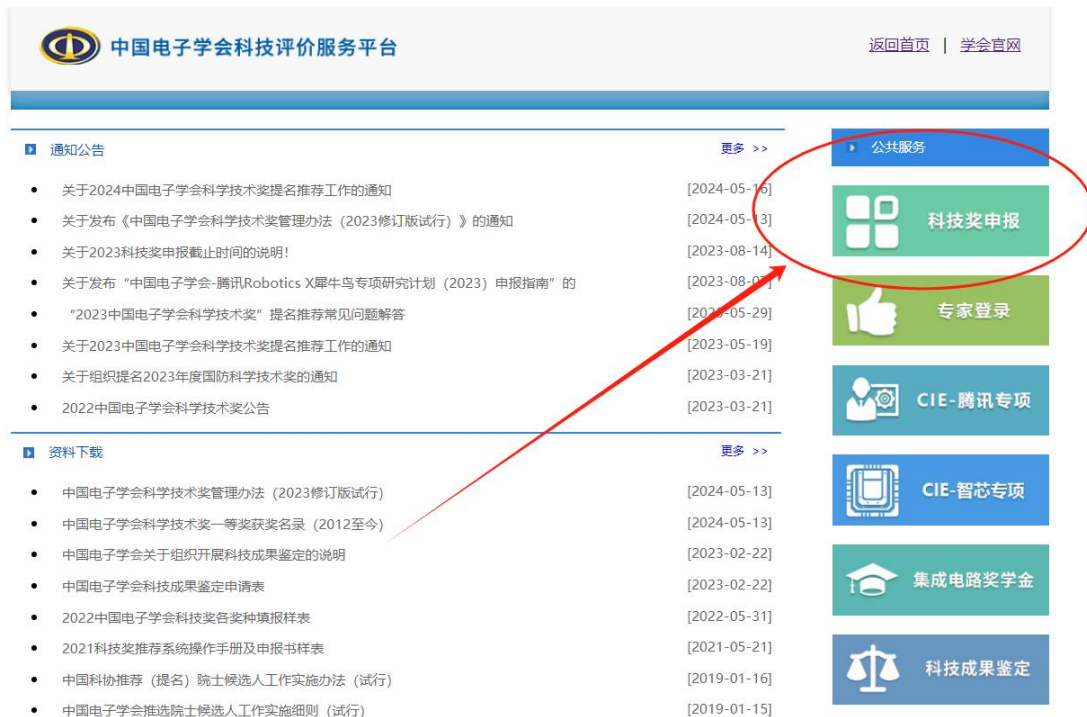 中国电子学会科技评价服务平台
返回首页 | 学会官网
通知公告 更多 >>
关于2024中国电子学会科学技术奖提名推荐工作的通知 [2024-05-16]
关于发布《中国电子学会科学技术奖管理办法（2023修订版试行）》的通知 [2024-05-13]
关于2023科技奖申报截止时间的说明! [2023-08-14]
关于发布“中国电子学会-腾讯Robotics X犀牛鸟专项研究计划（2023）申报指南”的 [2023-08-07]
“2023中国电子学会科学技术奖”提名推荐常见问题解答 [2023-05-29]
关于2023中国电子学会科学技术奖提名推荐工作的通知 [2023-05-19]
关于组织提名2023年度国防科学技术奖的通知 [2023-03-21]
2022中国电子学会科学技术奖公告 [2023-03-21]
资料下载 更多 >>
中国电子学会科学技术奖管理办法（2023修订版试行） [2024-05-13]
中国电子学会科学技术奖一等奖获奖名录（2012至今） [2024-05-13]
中国电子学会关于组织开展科技成果鉴定的说明 [2023-02-22]
中国电子学会科技成果鉴定申请表 [2023-02-22]
2022中国电子学会科技奖各奖种填报样表 [2022-05-31]
2021科技奖推荐系统操作手册及申报书样表 [2021-05-21]
中国科协推荐（提名）院士候选人工作实施办法（试行） [2019-01-16]
中国电子学会推选院士候选人工作实施细则（试行） [2019-01-15]
公共服务
科技奖申报
专家登录
CIE-腾讯专项
CIE-智芯专项
集成电路奖学金
科技成果鉴定